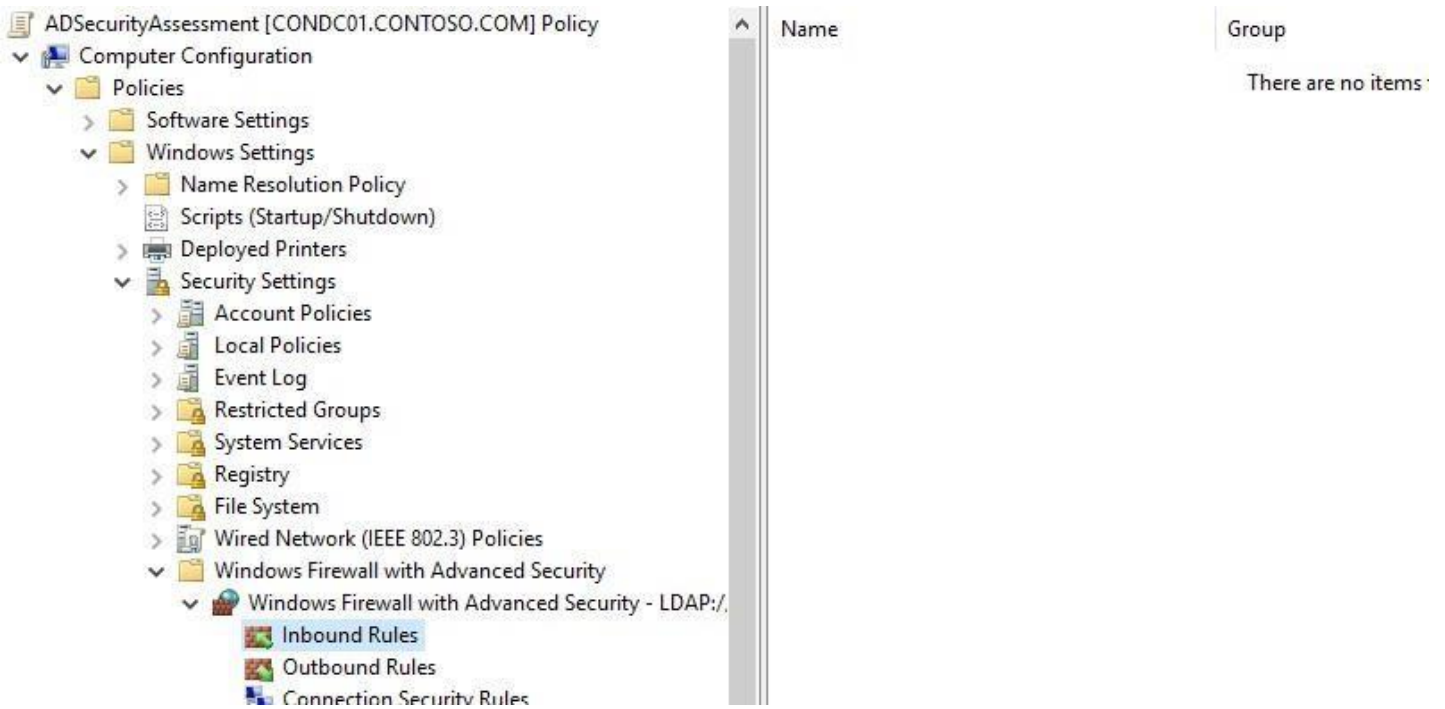 ADSecurityAssessment [CONDC01.CONTOSO.COM] Policy
Computer Configuration
Policies
Software Settings
Windows Settings
Name Resolution Policy
Scripts (Startup/Shutdown)
Deployed Printers
Security Settings
Account Policies
Local Policies
Event Log
Restricted Groups
System Services
Registry
File System
Wired Network (IEEE 802.3) Policies
Windows Firewall with Advanced Security
Windows Firewall with Advanced Security - LDAP:/
Inbound Rules
Outbound Rules
Connection Security Rules
Name Group
There are no items